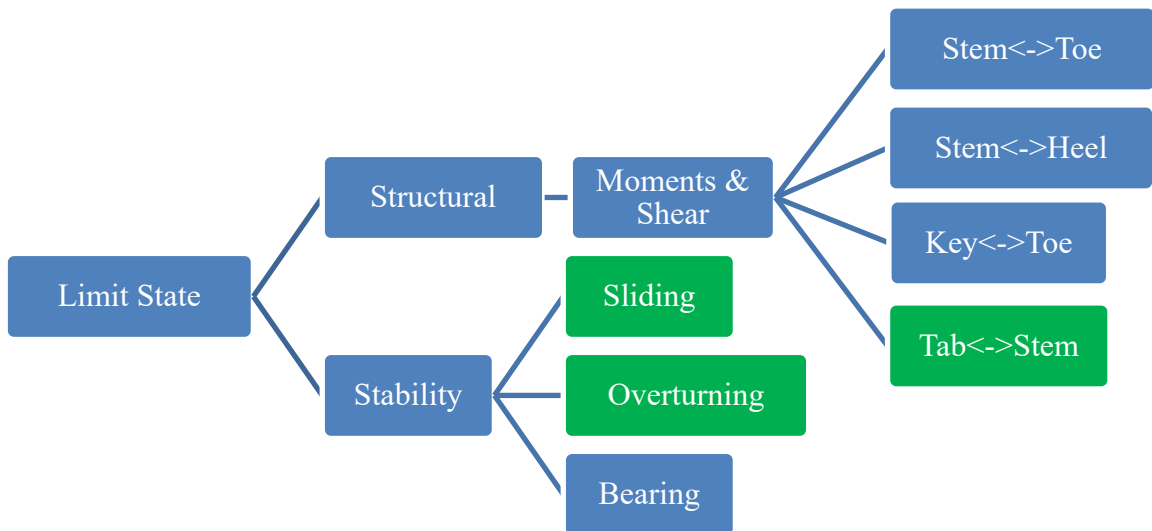 Limit State
Structural
Stability
Moments &
Shear
Sliding
Overturning
Bearing
Stem<->Toe
Stem<->Heel
Key<->Toe
Tab<->Stem